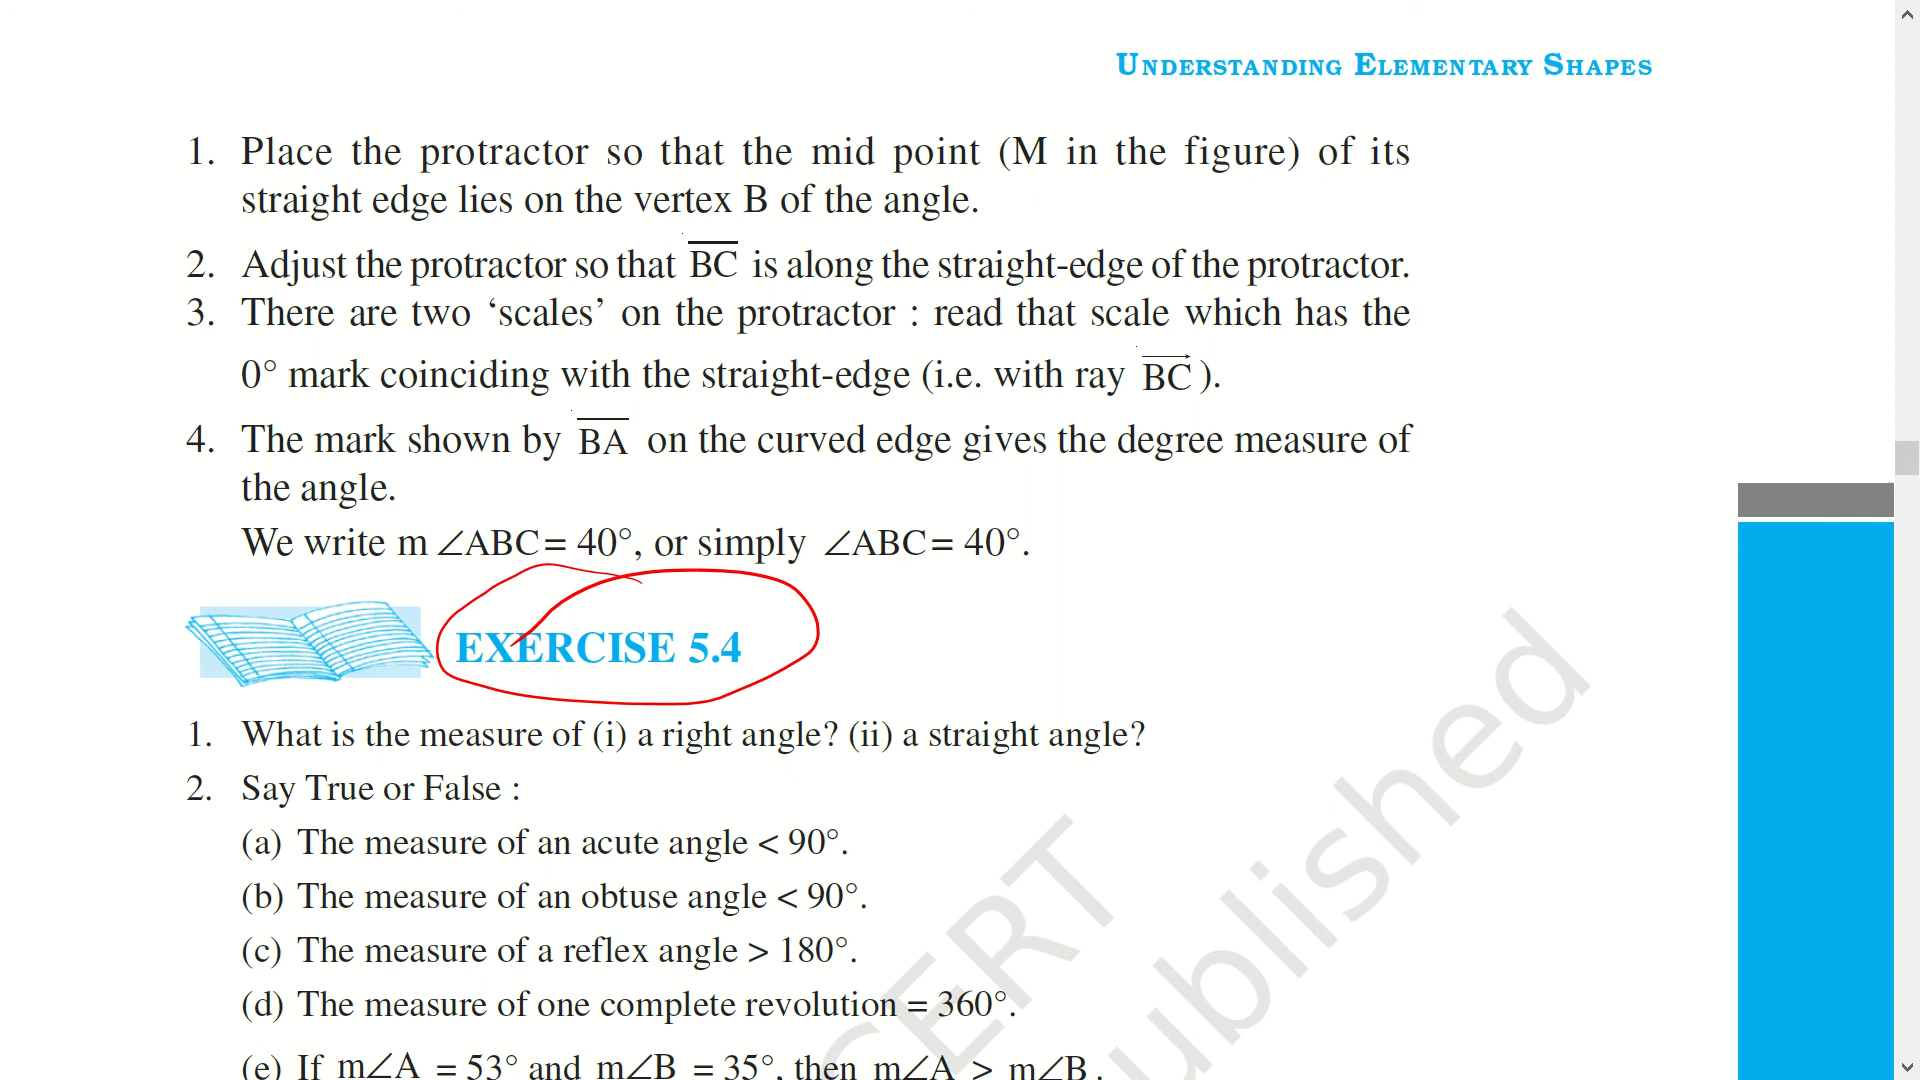 UNDERSTANDING ELEMENTARY SHAPES
1. Place the protractor so that the mid point (M in the figure) of its
straight edge lies on the vertex B of the angle.
2. Adjust the protractor so that B̅C̅ is along the straight-edge of the protractor.
3. There are two ‘scales’ on the protractor : read that scale which has the
0° mark coinciding with the straight-edge (i.e. with ray BC⃗ ).
4. The mark shown by B̅A̅ on the curved edge gives the degree measure of
the angle.
We write m ∠ABC= 40°, or simply ∠ABC= 40°.
EXERCISE 5.4
1. What is the measure of (i) a right angle? (ii) a straight angle?
2. Say True or False :
(a) The measure of an acute angle < 90°.
(b) The measure of an obtuse angle < 90°.
(c) The measure of a reflex angle > 180°.
(d) The measure of one complete revolution = 360°.
(e) If m∠A = 53° and m∠B = 35°, then m∠A > m∠B .
CERT
ublished